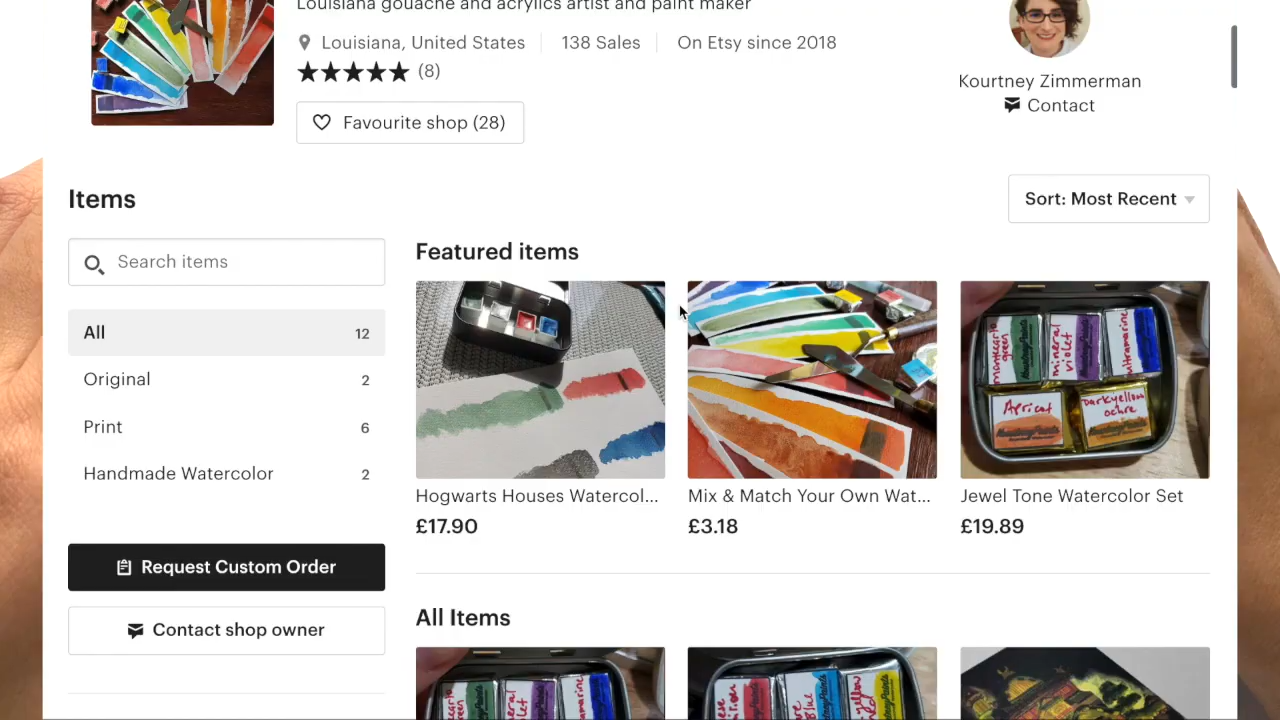 Louisiana gouache and acrylics artist and paint maker
Louisiana, United States 138 Sales On Etsy since 2018
(8)
Kourtney Zimmerman
Contact
Favourite shop (28)
Items
Sort: Most Recent
Search items
All 12
Original 2
Print 6
Handmade Watercolor 2
Request Custom Order
Contact shop owner
Featured items
Hogwarts Houses Watercol...
£17.90
Mix & Match Your Own Wat...
£3.18
mineral
violet
ultramarine
Apricot
Dark yellow
ochre
Jewel Tone Watercolor Set
£19.89
All Items